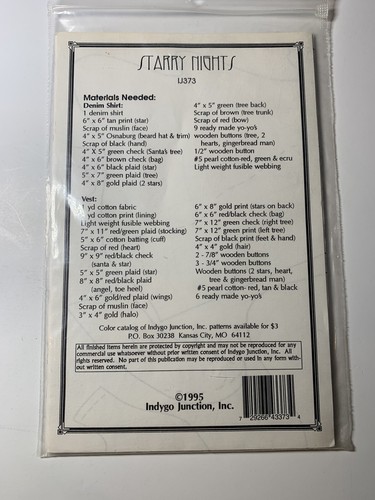 STARRY NIGHTS
IJ373
Materials Needed:
Denim Shirt:
1 denim shirt
6" x 6" tan print (star)
Scrap of muslin (face)
4" x 5" Osnaburg (beard hat & trim)
Scrap of black (hand)
4" X 5" green check (Santa's tree)
4" x 6" brown check (bag)
4" x 6" black plaid (star)
5" x 7" green plaid (tree)
4" x 8" gold plaid (2 stars)
4" x 5" green (tree back)
Scrap of brown (tree trunk)
Scrap of red (bow)
9 ready made yo-yo's
wooden buttons (tree, 2
hearts, gingerman)
1/2" wooden button
#5 pearl cotton-red, green & ecru
Light weight fusible webbing
Vest:
yd cotton fabric
yd cotton print (lining)
Light weight fusible webbing
7" x 11" red/green plaid (stocking)
5" x 6" cotton batting (cuff)
Scrap of red (heart)
9" x 9" red/black check
(santa & star)
5" x 5" green plaid (star)
8" x 8" red/black plaid
(angel, toe heel)
4" x 6" gold/red plaid (wings)
Scrap of muslin (face)
3" x 4" gold (halo)
6" x 8" gold print (stars on back)
6" x 6" red/black check (bag)
7" x 12" green check (right tree)
7" x 12" green print (left tree)
Scrap of black print (feet & hand)
4" x 4" gold (hair)
2 - 7/8" wooden buttons
3 - 3/4" wooden buttons
Wooden buttons (2 stars, heart,
tree & gingerman)
#5 pearl cotton- red, tan & black
6 ready made yo-yo's
Color catalog of Indygo Junction, Inc. patterns available for $3
P.O. Box 30238 Kansas City, MO 64112
All finished items herein are protected by copyright and may not be reproduced for any
commercial use whatsoever without prior written consent of Indygo Junction, Inc. All
rights reserved. No part of this publication may be reproduced or used in any form with-
out written consent.
©1995
Indygo Junction, Inc.
7 29266 43373 4